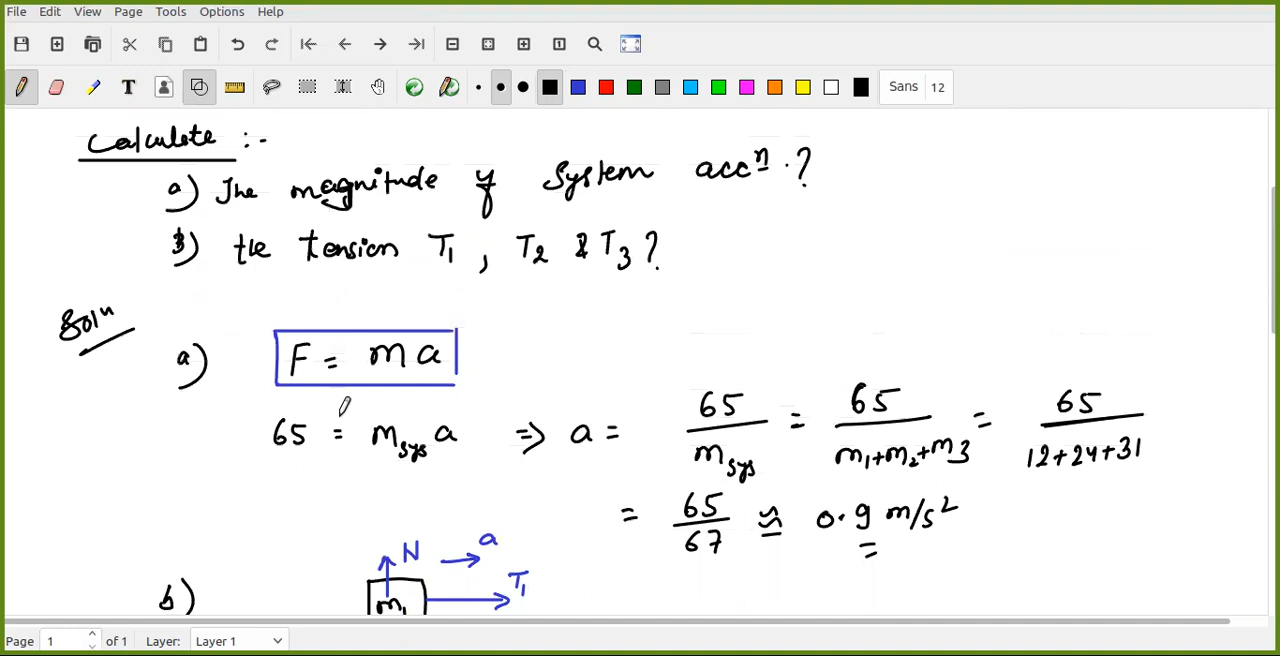 File Edit View Page Tools Options Help
Sans 12
Calculate :-
a) The magnitude of system accⁿ.?
b) the tension T₁, T₂ & T₃?
Solⁿ
a) F = ma
65 = m_sys a => a = 65/m_sys = 65/(m₁+m₂+m₃) = 65/(12+24+31)
= 65/67 ≈ 0.9 m/s²
N a
T₁
b) m₁
Page 1 of 1 Layer: Layer 1